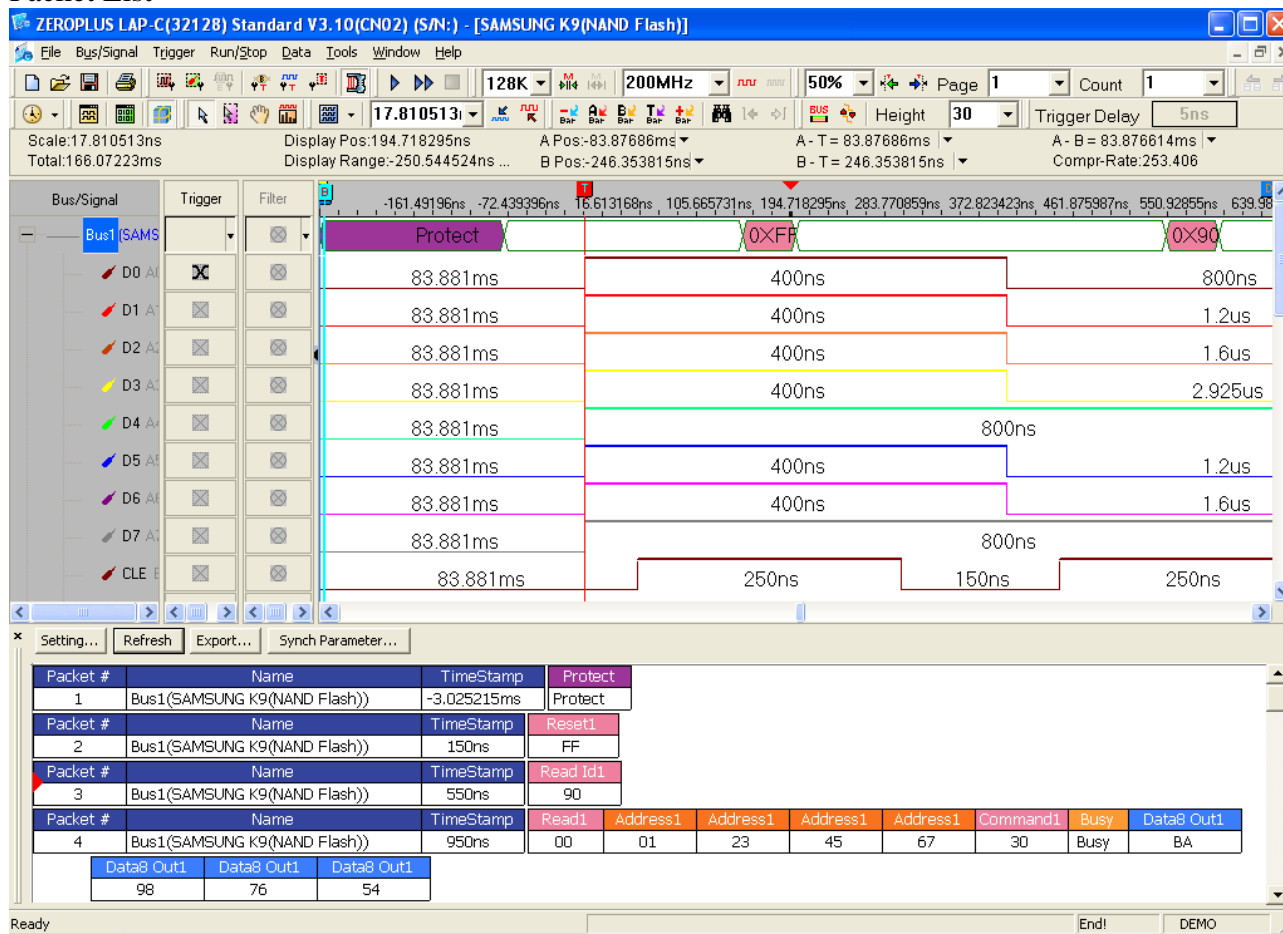 ZEROPLUS LAP-C(32128) Standard V3.10(CN02) (S/N:) - [SAMSUNG K9(NAND Flash)]
File Bus/Signal Trigger Run/Stop Data Tools Window Help
128K 200MHz 50% Page 1 Count 1
17.810513 Bar Bar Bar Bar Bar BUS Height 30 Trigger Delay 5ns
Scale:17.810513ns Display Pos:194.718295ns A Pos:-83.87686ms A - T = 83.87686ms A - B = 83.876614ms
Total:166.07223ms Display Range:-250.544524ns ... B Pos:-246.353815ns B - T = 246.353815ns Compr-Rate:253.406
Bus/Signal Trigger Filter B T D
-161.49196ns -72.439396ns 16.613168ns 105.665731ns 194.718295ns 283.770859ns 372.823423ns 461.875987ns 550.92855ns 639.98
Bus1 (SAMS Protect 0XFF 0X90
D0 83.881ms 400ns 800ns
D1 83.881ms 400ns 1.2us
D2 83.881ms 400ns 1.6us
D3 83.881ms 400ns 2.925us
D4 83.881ms 800ns
D5 83.881ms 400ns 1.2us
D6 83.881ms 400ns 1.6us
D7 83.881ms 800ns
CLE 83.881ms 250ns 150ns 250ns
Setting... Refresh Export... Synch Parameter...
Packet # Name TimeStamp Protect
1 Bus1(SAMSUNG K9(NAND Flash)) -3.025215ms Protect
Packet # Name TimeStamp Reset1
2 Bus1(SAMSUNG K9(NAND Flash)) 150ns FF
Packet # Name TimeStamp Read Id1
3 Bus1(SAMSUNG K9(NAND Flash)) 550ns 90
Packet # Name TimeStamp Read1 Address1 Address1 Address1 Address1 Command1 Busy Data8 Out1
4 Bus1(SAMSUNG K9(NAND Flash)) 950ns 00 01 23 45 67 30 Busy BA
Data8 Out1 Data8 Out1 Data8 Out1
98 76 54
Ready End! DEMO